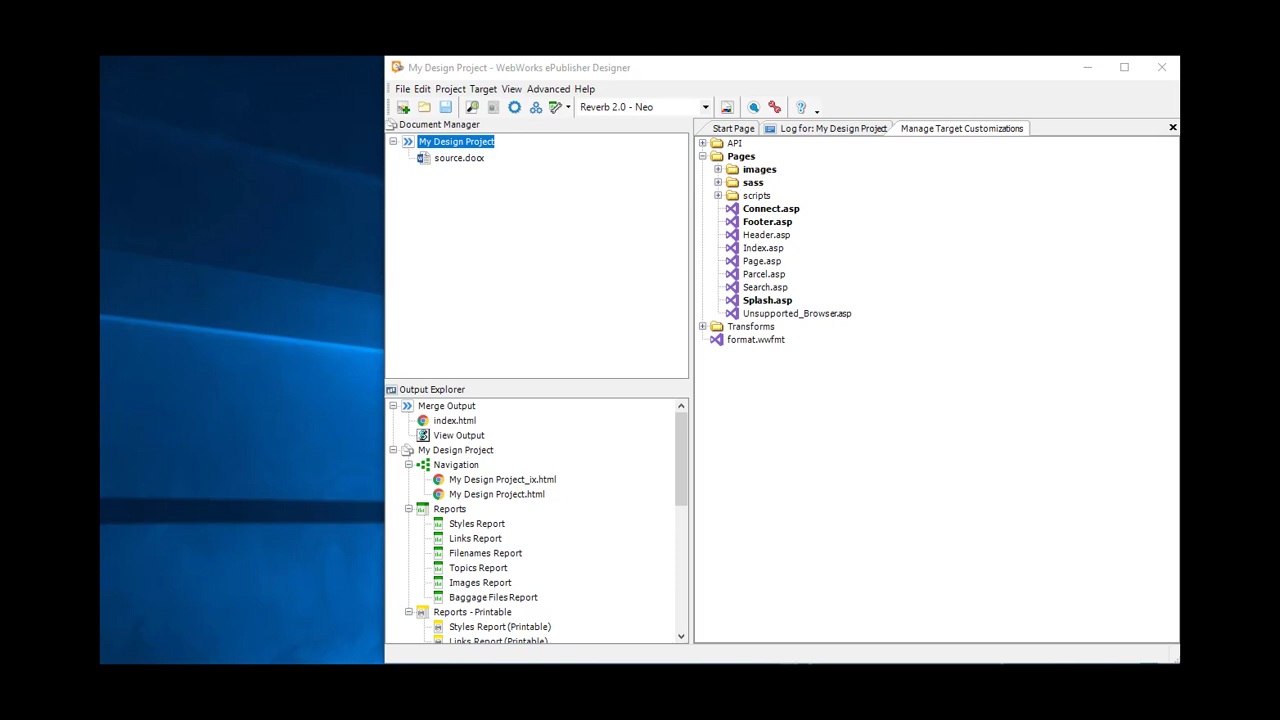 My Design Project - WebWorks ePublisher Designer
File Edit Project Target View Advanced Help
Reverb 2.0 - Neo
Document Manager
My Design Project
source.docx
Output Explorer
Merge Output
index.html
View Output
My Design Project
Navigation
My Design Project_ix.html
My Design Project.html
Reports
Styles Report
Links Report
Filenames Report
Topics Report
Images Report
Baggage Files Report
Reports - Printable
Styles Report (Printable)
Links Report (Printable)
Start Page
Log for: My Design Project
Manage Target Customizations
API
Pages
images
sass
scripts
Connect.asp
Footer.asp
Header.asp
Index.asp
Page.asp
Parcel.asp
Search.asp
Splash.asp
Unsupported_Browser.asp
Transforms
format.wwfmt